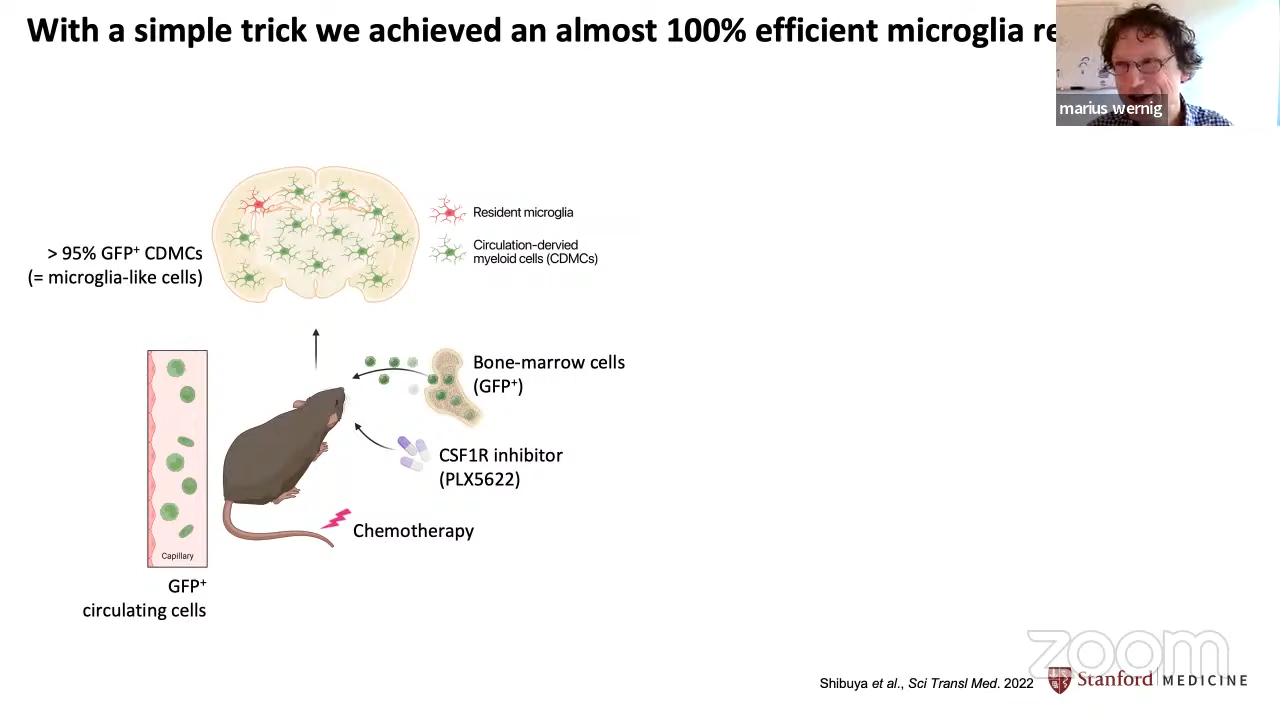 With a simple trick we achieved an almost 100% efficient microglia re
marius wernig
Resident microglia
Circulation-dervied
myeloid cells (CDMCs)
> 95% GFP⁺ CDMCs
(= microglia-like cells)
Bone-marrow cells
(GFP⁺)
CSF1R inhibitor
(PLX5622)
Chemotherapy
Capillary
GFP⁺
circulating cells
zoom
Shibuya et al., Sci Transl Med. 2022
Stanford MEDICINE